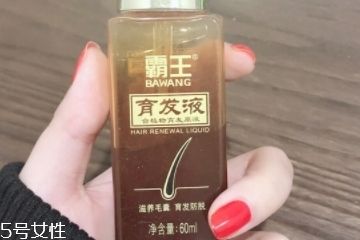 霸王®
BAWANG
育发液
含植物育发原液
HAIR RENEWAL LIQUID
滋养毛囊 育发防脱
净含量:60ml
5号女性